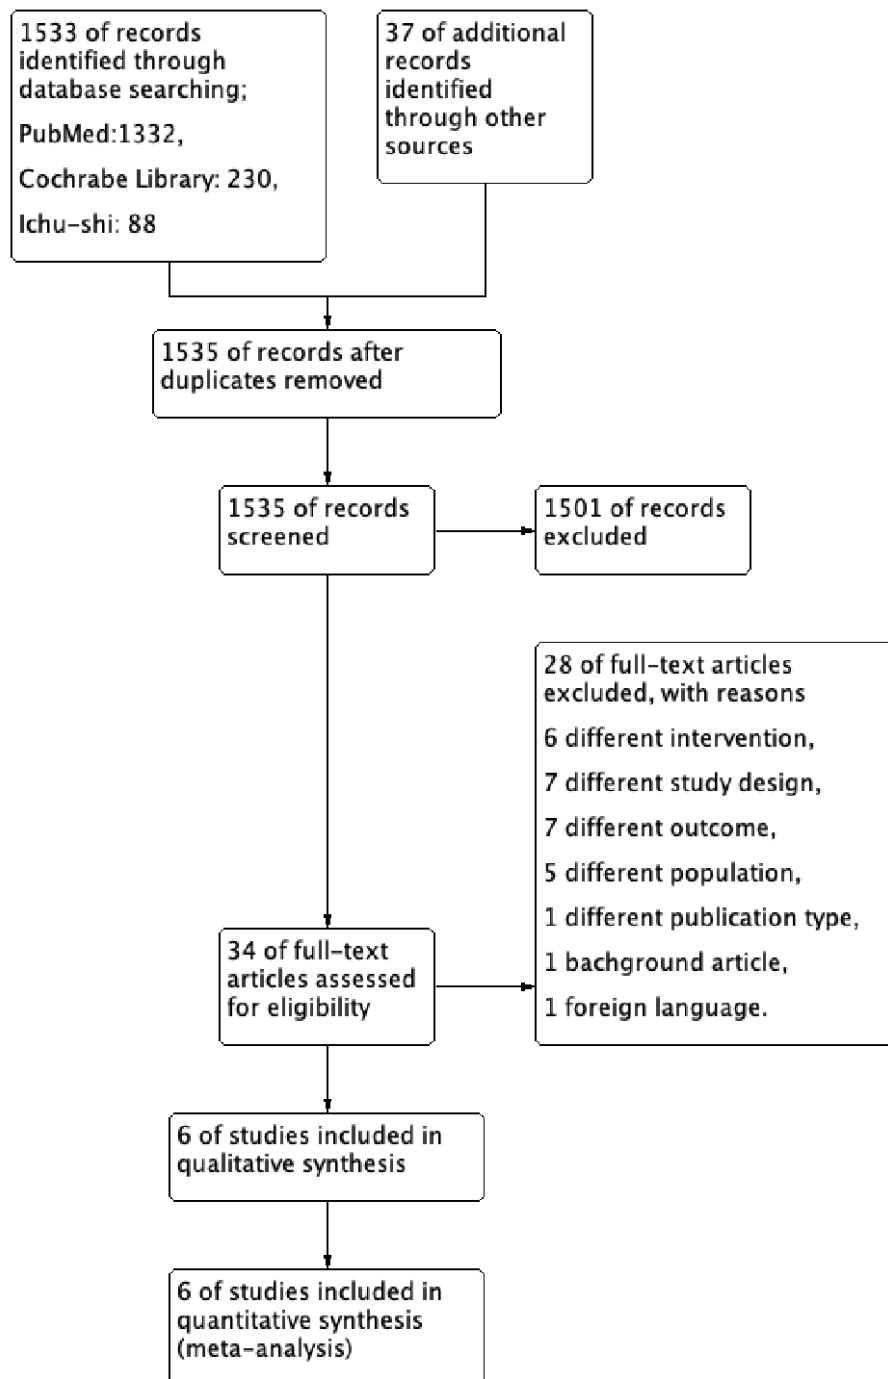 1533 of records
identified through
database searching;
PubMed:1332,
Cochrabe Library: 230,
Ichu-shi: 88
37 of additional
records
identified
through other
sources
1535 of records after
duplicates removed
1535 of records
screened
1501 of records
excluded
28 of full-text articles
excluded, with reasons
6 different intervention,
7 different study design,
7 different outcome,
5 different population,
1 different publication type,
1 bachground article,
1 foreign language.
34 of full-text
articles assessed
for eligibility
6 of studies included in
qualitative synthesis
6 of studies included in
quantitative synthesis
(meta-analysis)